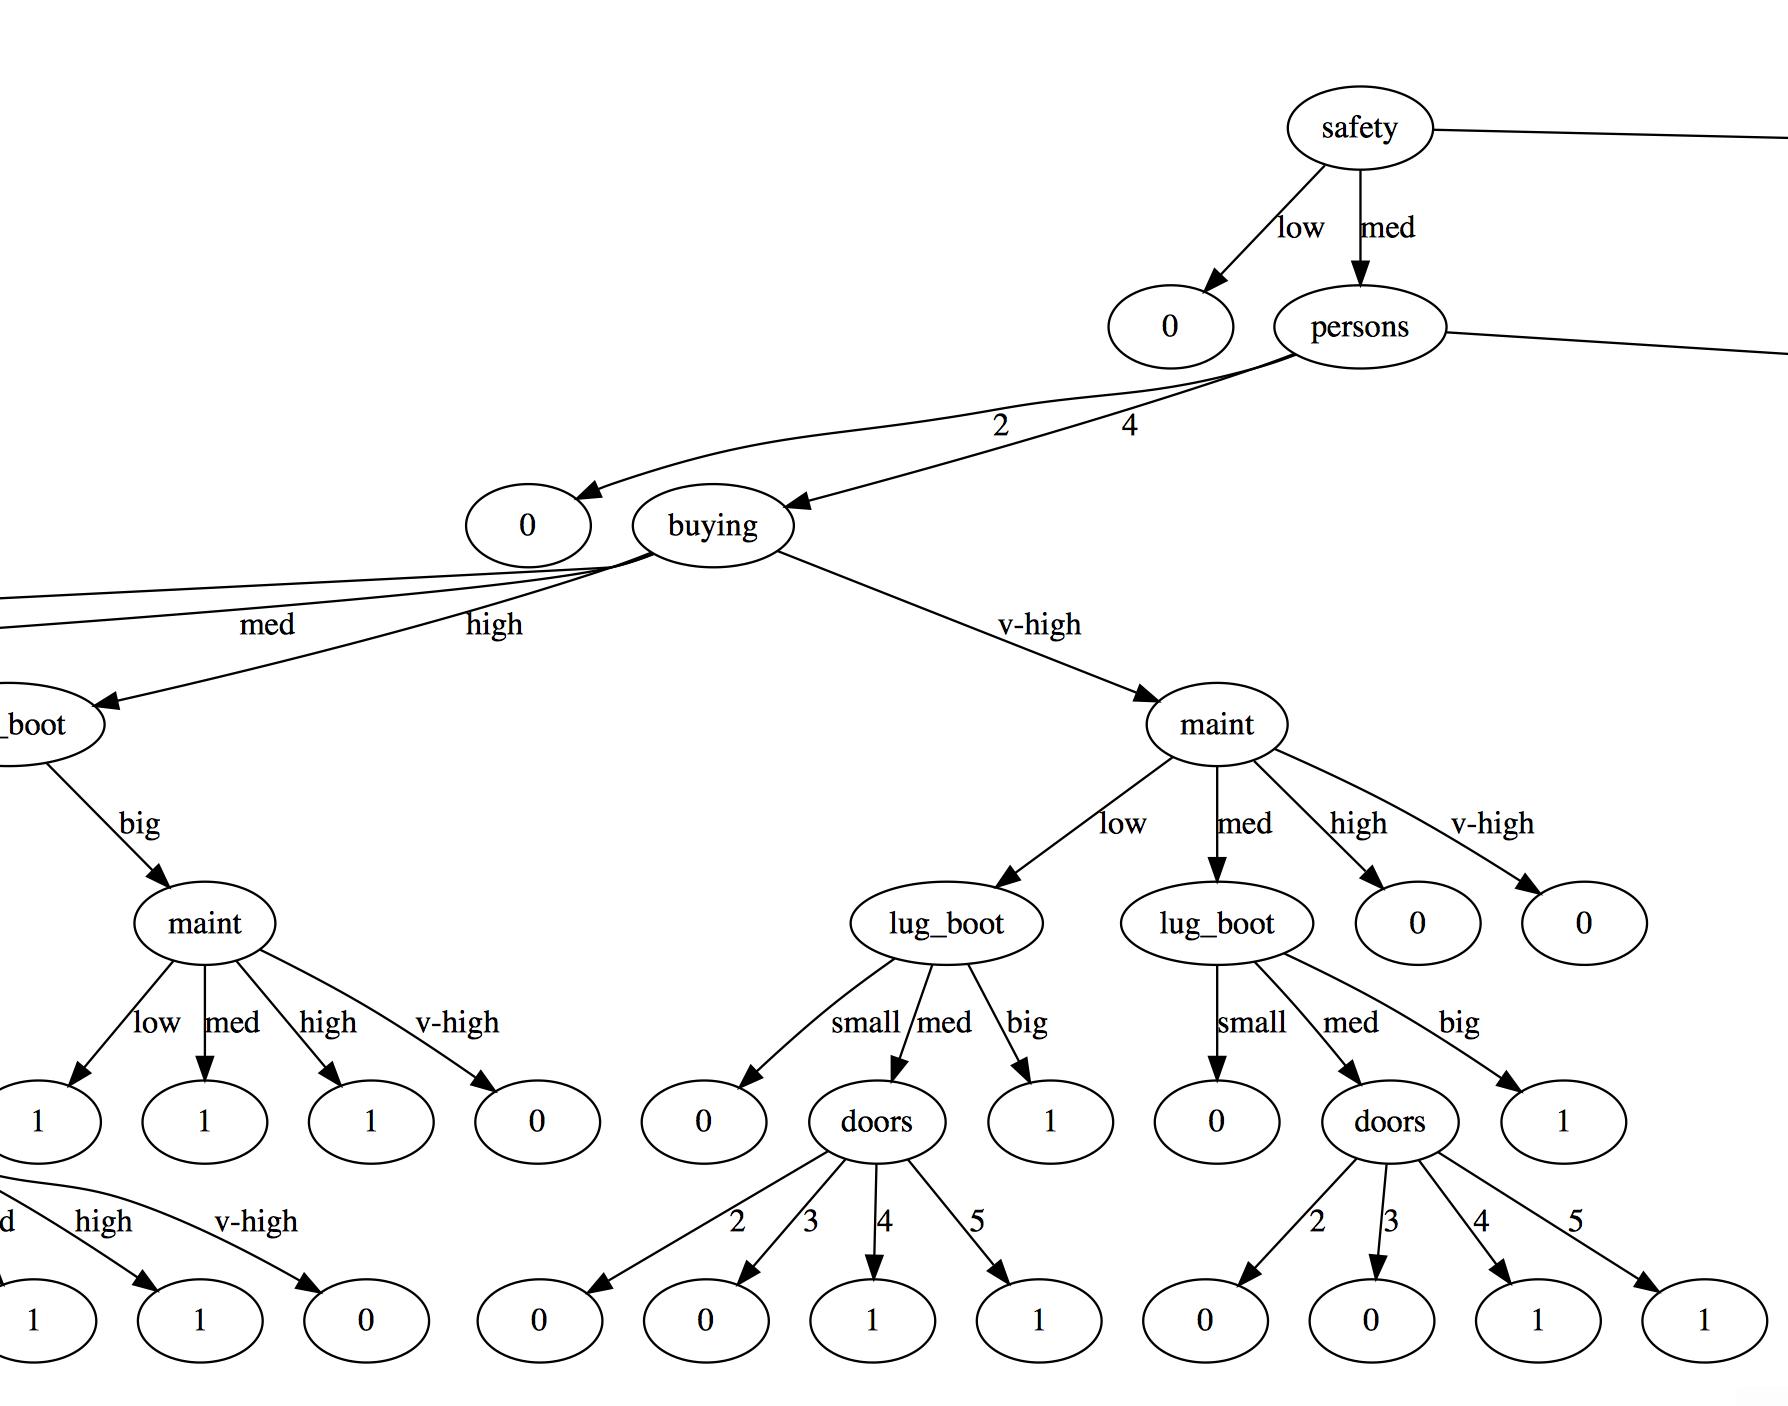 safety
low med
0 persons
2 4
0 buying
med high v-high
_boot maint
big low med high v-high
maint lug_boot lug_boot 0 0
low med high v-high small med big small med big
1 1 1 0 0 doors 1 0 doors 1
d high v-high 2 3 4 5 2 3 4 5
1 1 0 0 0 1 1 0 0 1 1